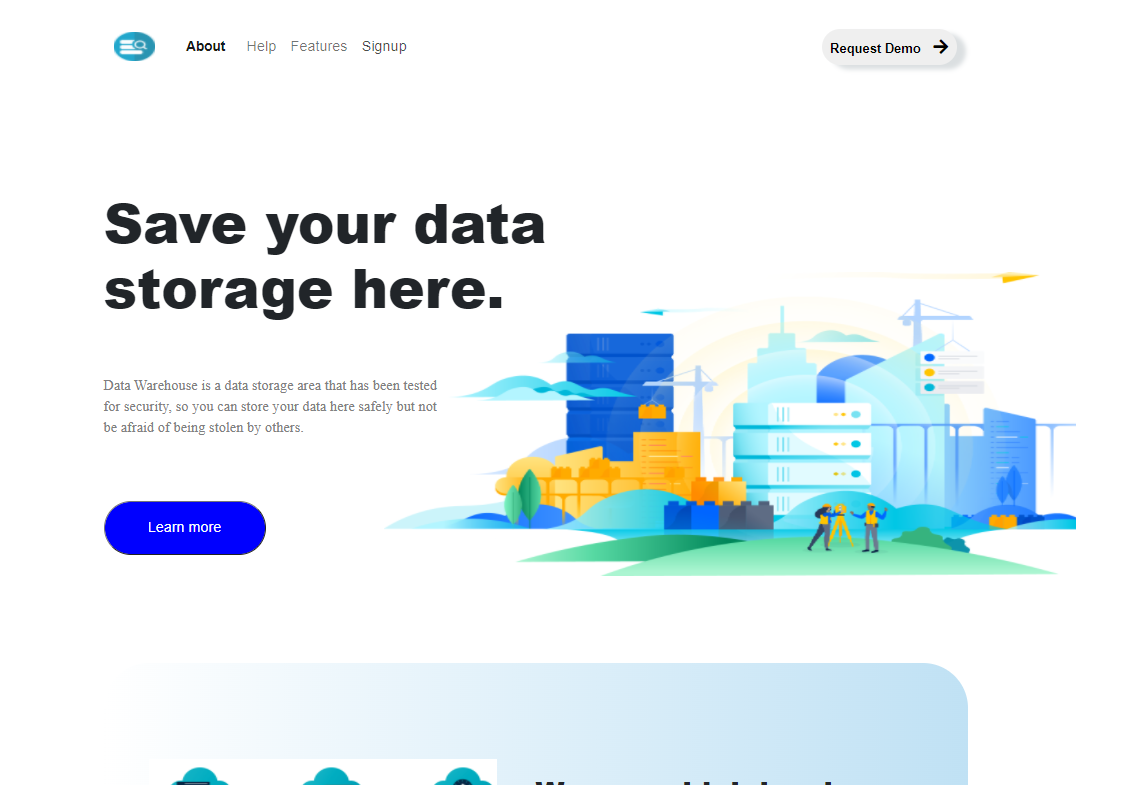 About Help Features Signup
Request Demo
Save your data
storage here.
Data Warehouse is a data storage area that has been tested
for security, so you can store your data here safely but not
be afraid of being stolen by others.
Learn more